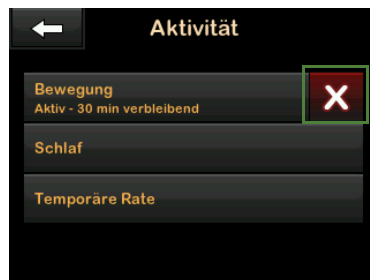 Aktivität
Bewegung
Aktiv - 30 min verbleibend
Schlaf
Temporäre Rate